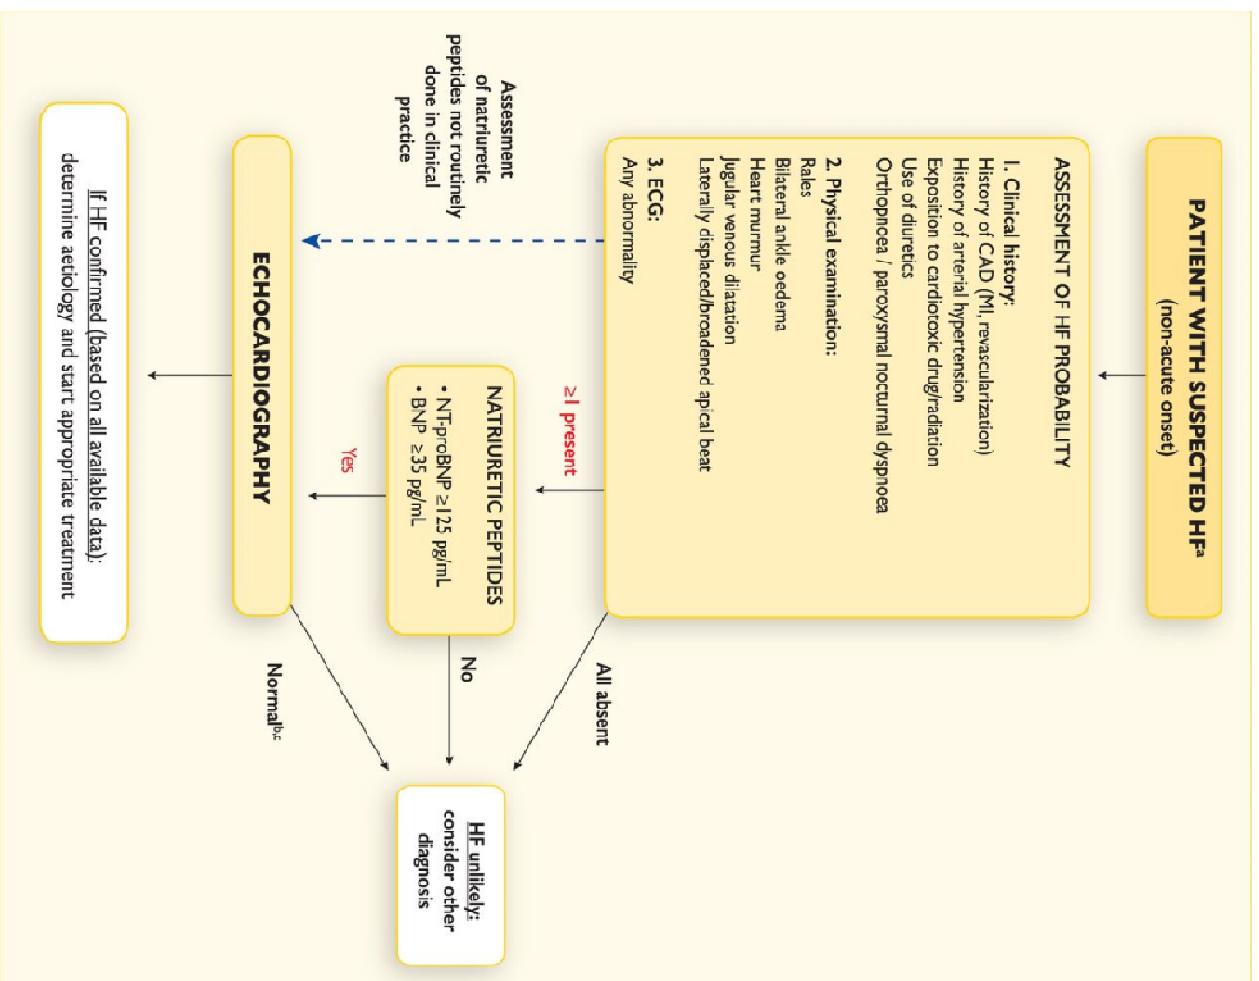 PATIENT WITH SUSPECTED HFᵃ
(non-acute onset)
ASSESSMENT OF HF PROBABILITY
1. Clinical history:
History of CAD (MI, revascularization)
History of arterial hypertension
Exposition to cardiotoxic drug/radiation
Use of diuretics
Orthopnoea / paroxysmal nocturnal dyspnoea
2. Physical examination:
Rales
Bilateral ankle oedema
Heart murmur
Jugular venous dilatation
Laterally displaced/broadened apical beat
3. ECG:
Any abnormality
Assessment
of natriuretic
peptides not routinely
done in clinical
practice
≥1 present
All absent
NATRIURETIC PEPTIDES
• NT-proBNP ≥125 pg/mL
• BNP ≥35 pg/mL
No
HF unlikely:
consider other
diagnosis
Yes
Normalᵇ,ᶜ
ECHOCARDIOGRAPHY
If HF confirmed (based on all available data):
determine aetiology and start appropriate treatment